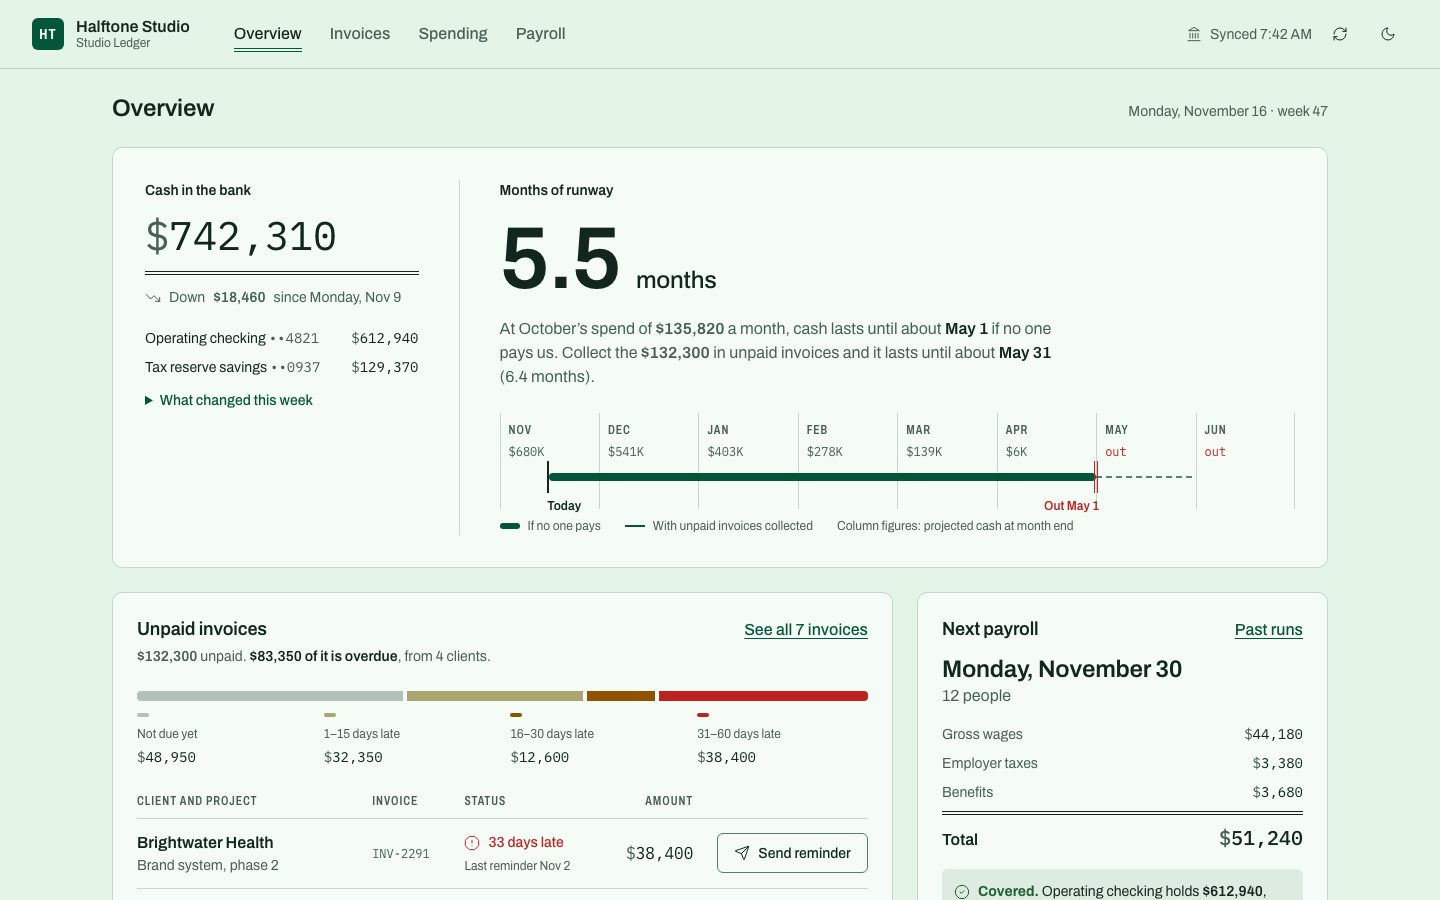 HT
Halftone Studio
Studio Ledger
Overview
Invoices
Spending
Payroll
Synced 7:42 AM
Overview
Monday, November 16 · week 47
Cash in the bank
$742,310
Down $18,460 since Monday, Nov 9
Operating checking ••4821 $612,940
Tax reserve savings ••0937 $129,370
What changed this week
Months of runway
5.5 months
At October's spend of $135,820 a month, cash lasts until about May 1 if no one
pays us. Collect the $132,300 in unpaid invoices and it lasts until about May 31
(6.4 months).
NOV DEC JAN FEB MAR APR MAY JUN
$680K $541K $403K $278K $139K $6K out out
Today Out May 1
If no one pays With unpaid invoices collected Column figures: projected cash at month end
Unpaid invoices See all 7 invoices
$132,300 unpaid. $83,350 of it is overdue, from 4 clients.
Not due yet 1–15 days late 16–30 days late 31–60 days late
$48,950 $32,350 $12,600 $38,400
CLIENT AND PROJECT INVOICE STATUS AMOUNT
Brightwater Health
Brand system, phase 2
INV-2291
33 days late
Last reminder Nov 2
$38,400
Send reminder
Next payroll Past runs
Monday, November 30
12 people
Gross wages $44,180
Employer taxes $3,380
Benefits $3,680
Total $51,240
Covered. Operating checking holds $612,940,